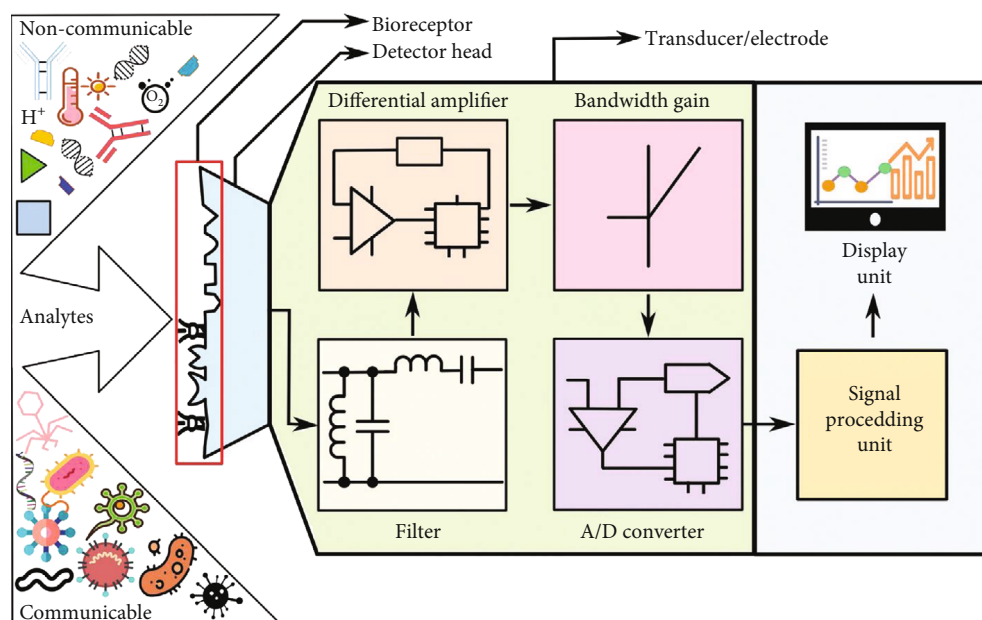 Non-communicable
Bioreceptor
Detector head
Transducer/electrode
O₂
H⁺
Differential amplifier
Bandwidth gain
Display
unit
Analytes
Signal
procedding
unit
Filter
A/D converter
Communicable